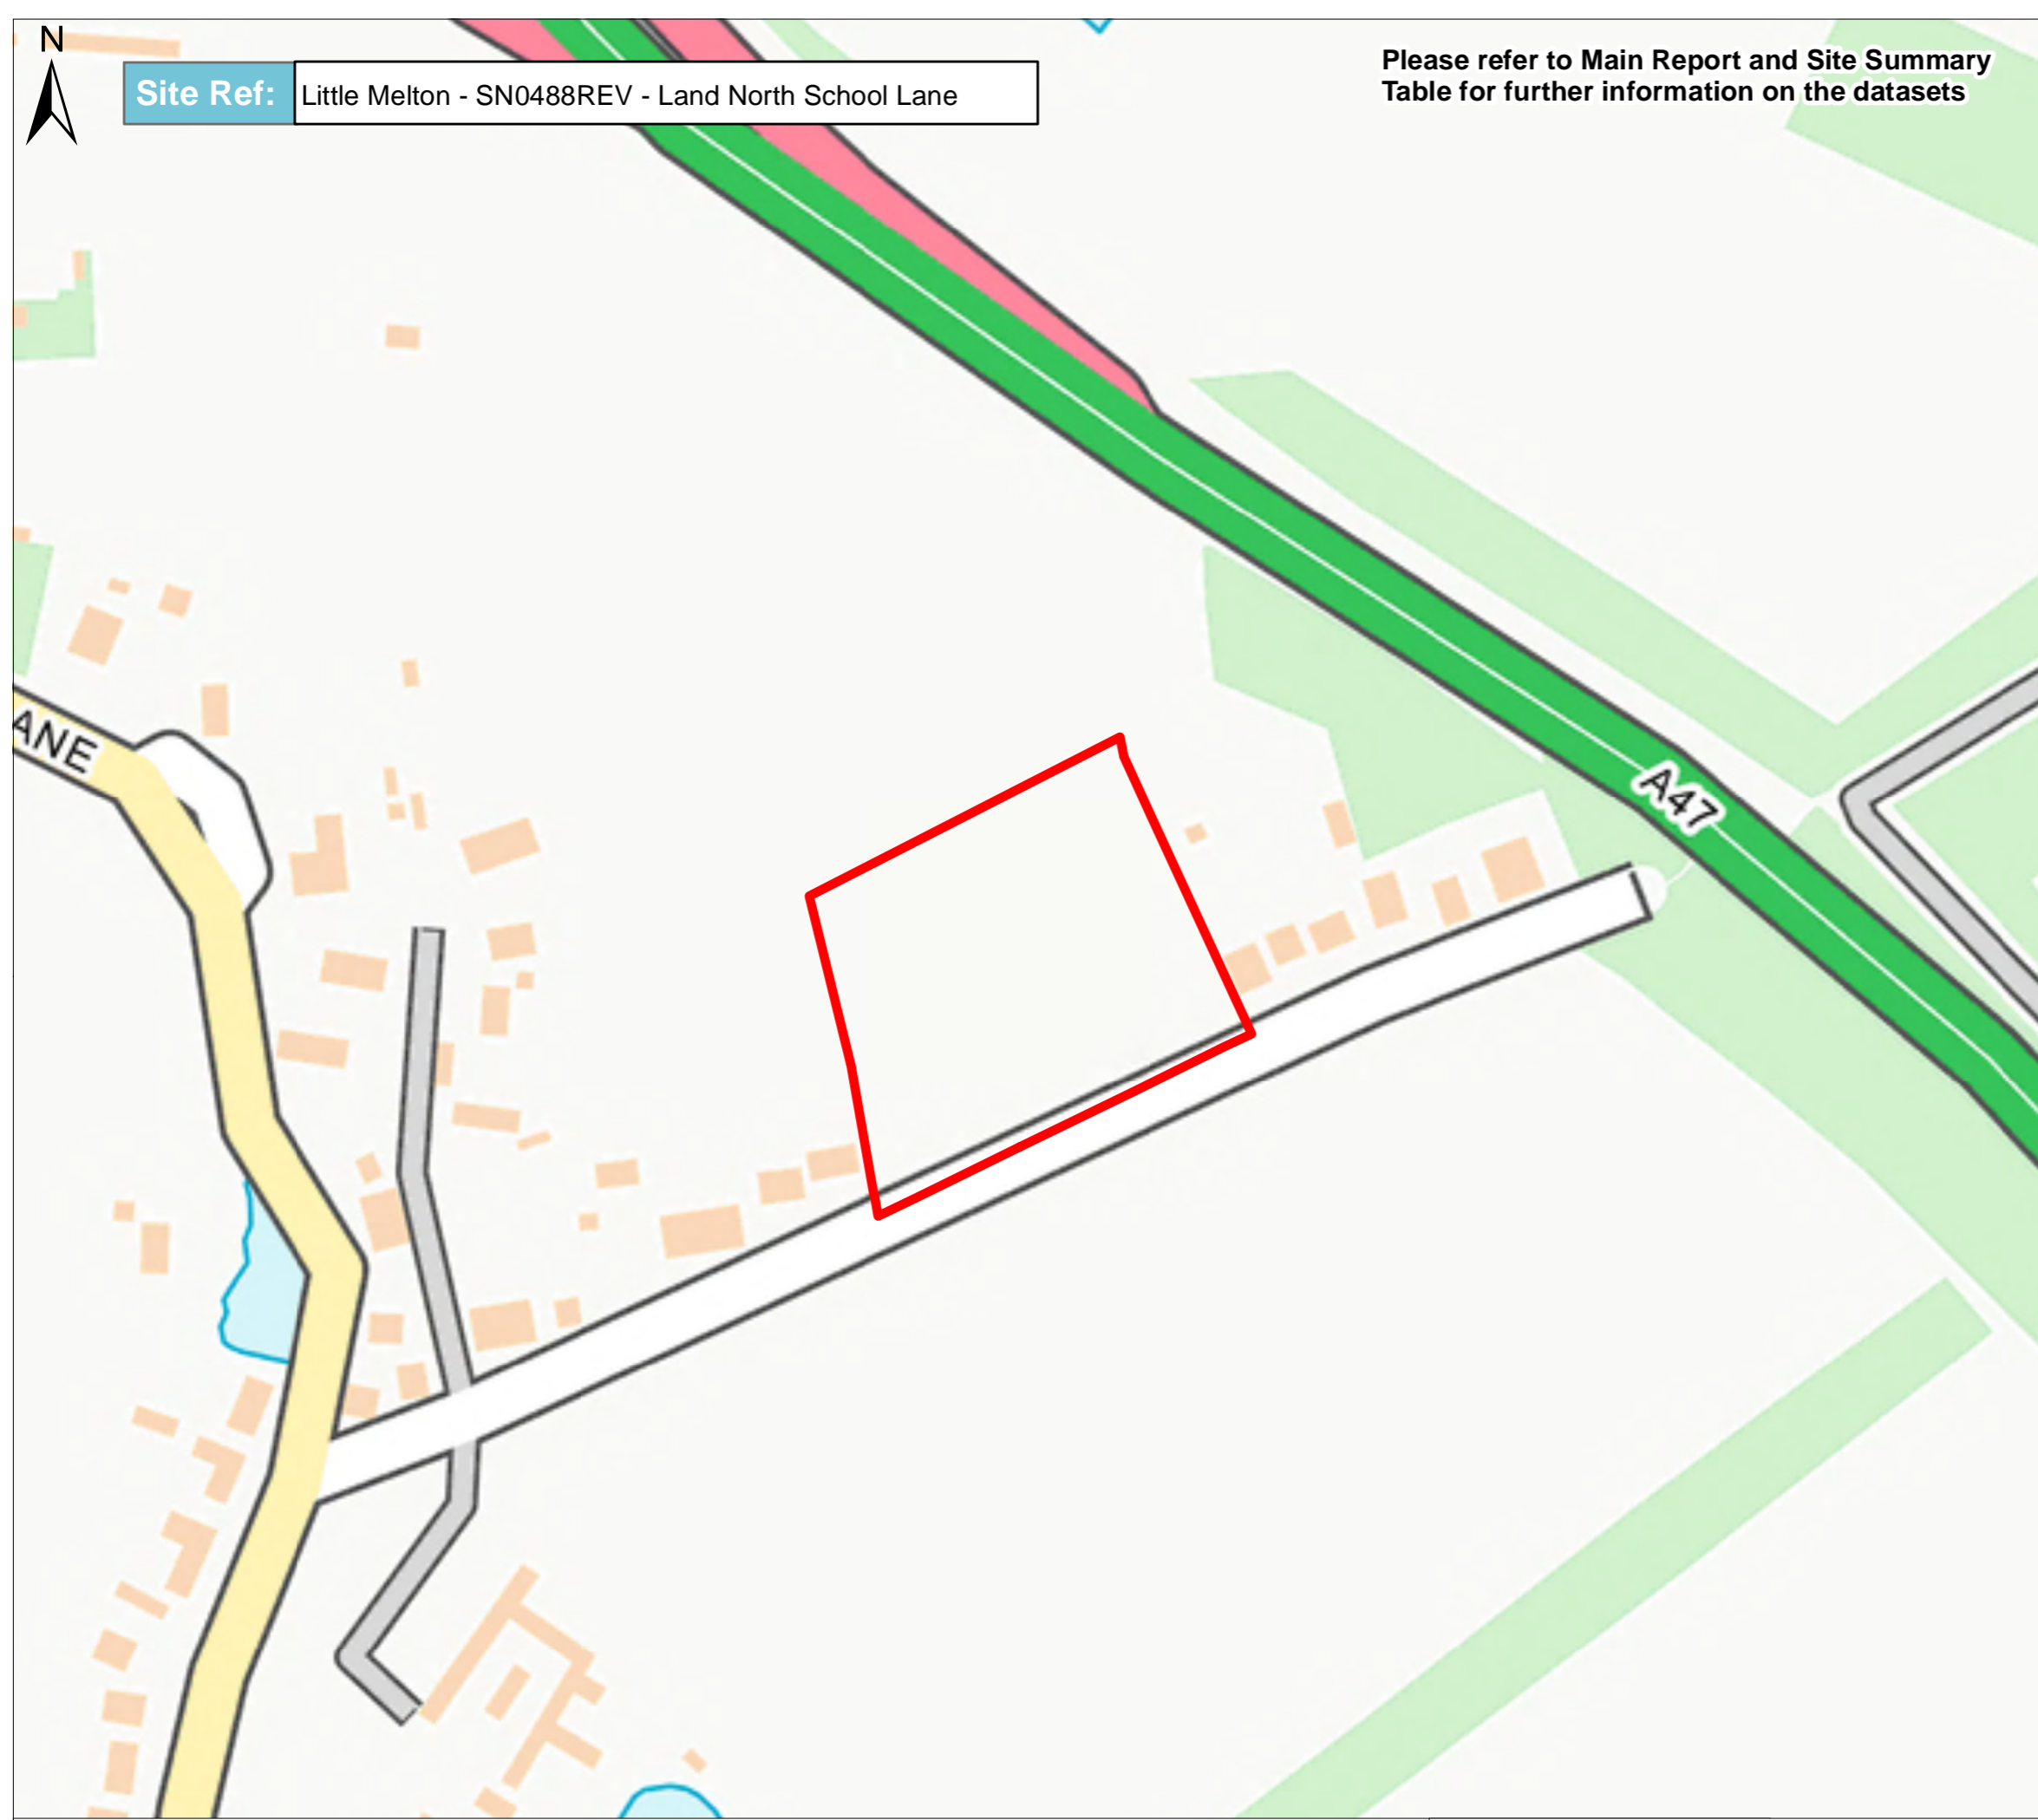 N
Site Ref: Little Melton - SN0488REV - Land North School Lane
Please refer to Main Report and Site Summary
Table for further information on the datasets
ANE
A47